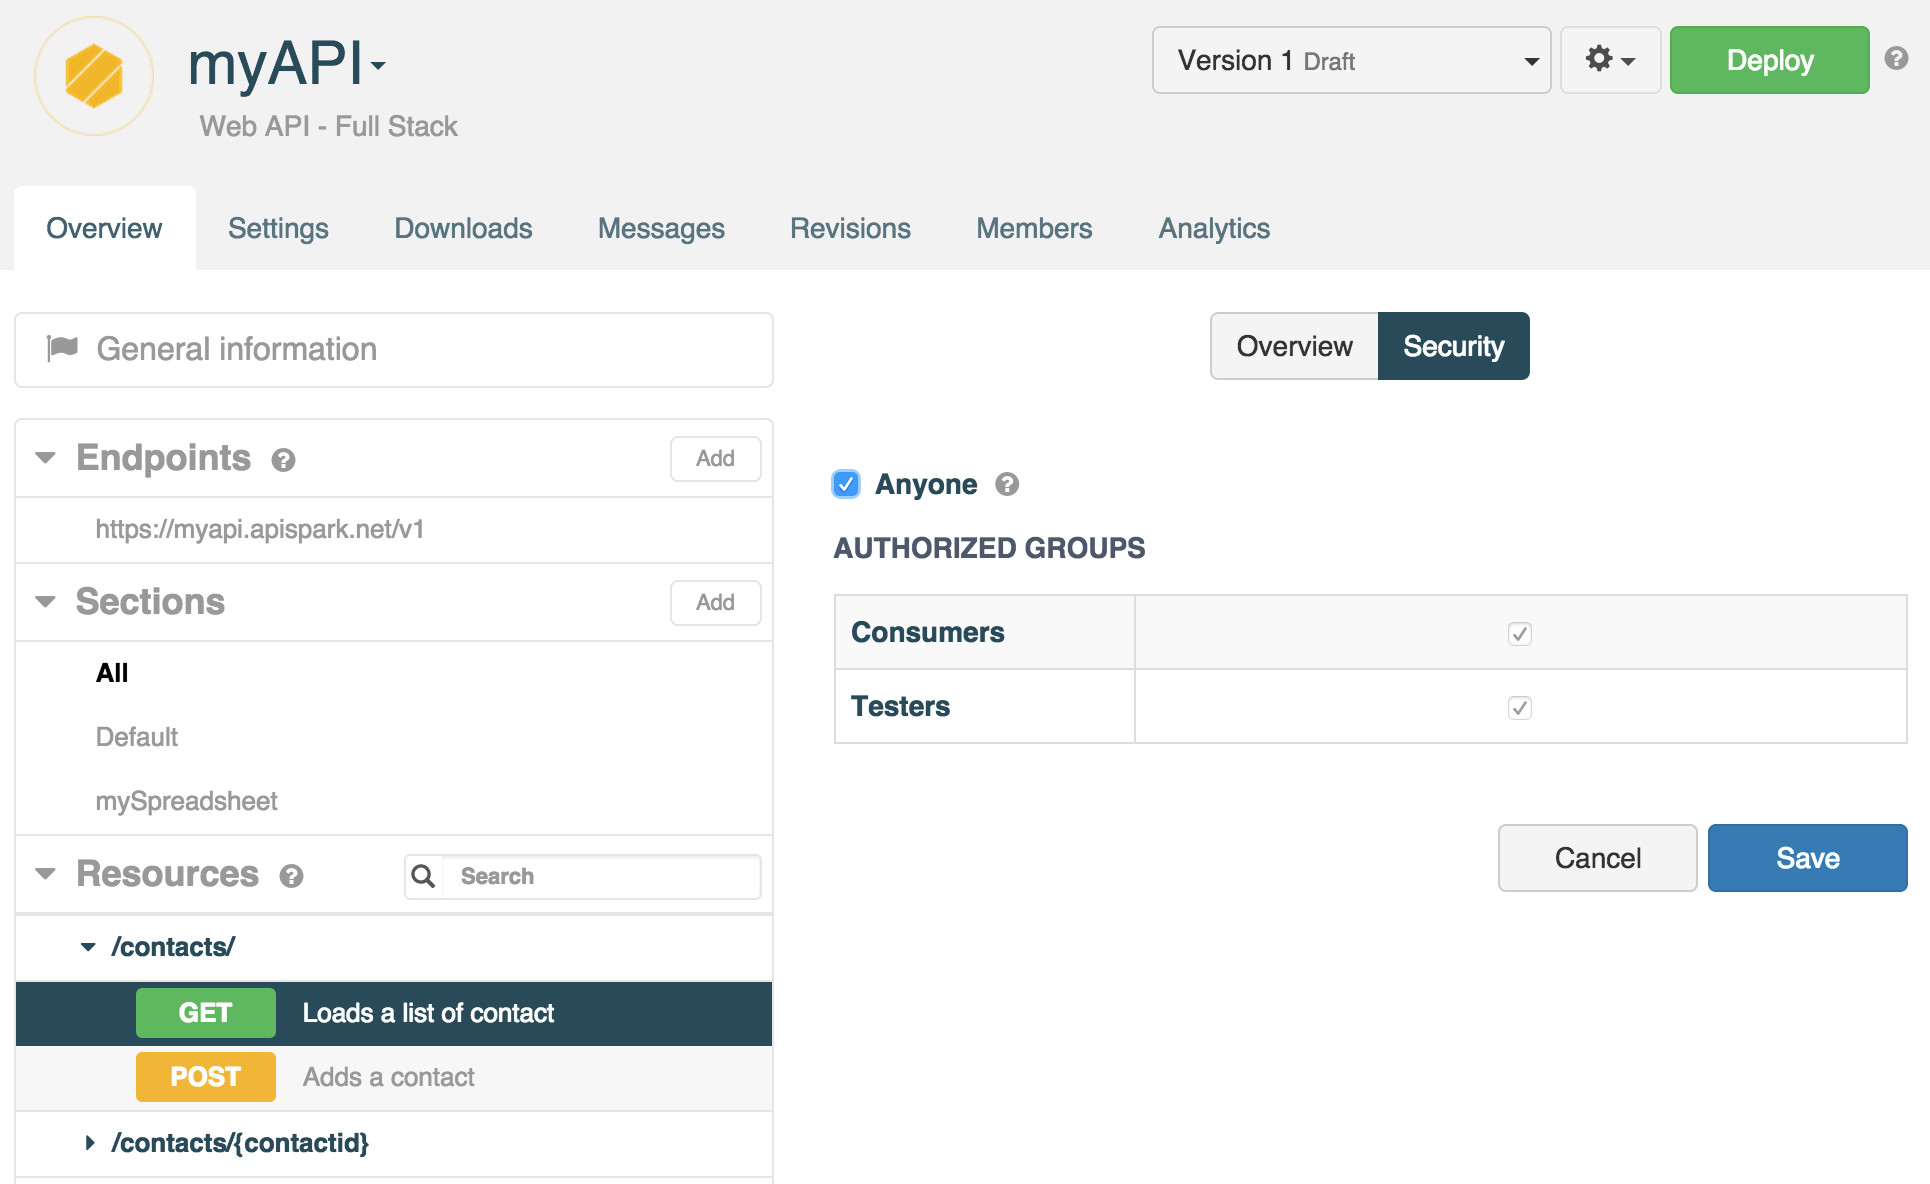 myAPI
Web API - Full Stack
Version 1 Draft
Deploy
?
Overview
Settings
Downloads
Messages
Revisions
Members
Analytics
General information
Endpoints ?
Add
https://myapi.apispark.net/v1
Sections
Add
All
Default
mySpreadsheet
Resources ?
Search
/contacts/
GET Loads a list of contact
POST Adds a contact
/contacts/{contactid}
Overview
Security
Anyone ?
AUTHORIZED GROUPS
Consumers
Testers
Cancel
Save